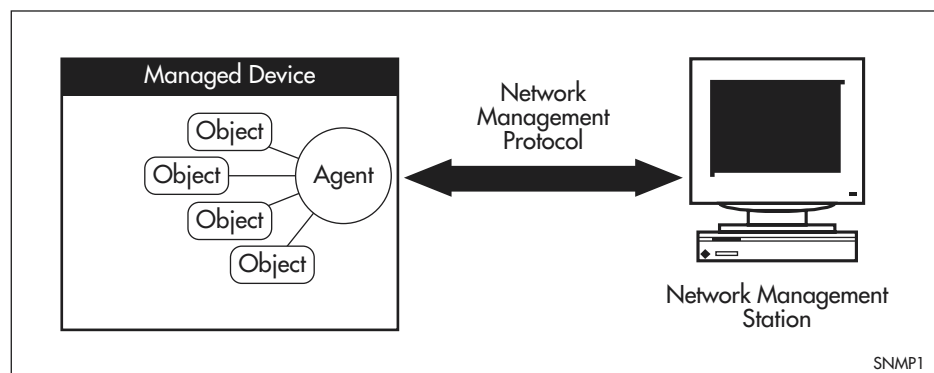 Managed Device
Object
Object
Object
Object
Agent
Network
Management
Protocol
Network Management
Station
SNMP1